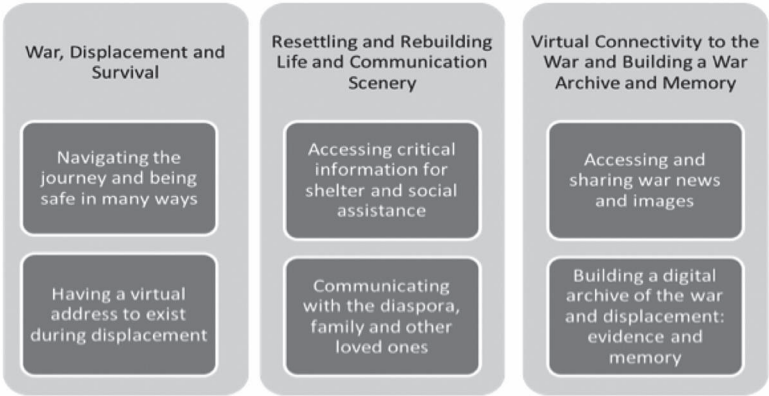 War, Displacement and
Survival
Navigating the
journey and being
safe in many ways
Having a virtual
address to exist
during displacement
Resettling and Rebuilding
Life and Communication
Scenery
Accessing critical
information for
shelter and social
assistance
Communicating
with the diaspora,
family and other
loved ones
Virtual Connectivity to the
War and Building a War
Archive and Memory
Accessing and
sharing war news
and images
Building a digital
archive of the war
and displacement:
evidence and
memory